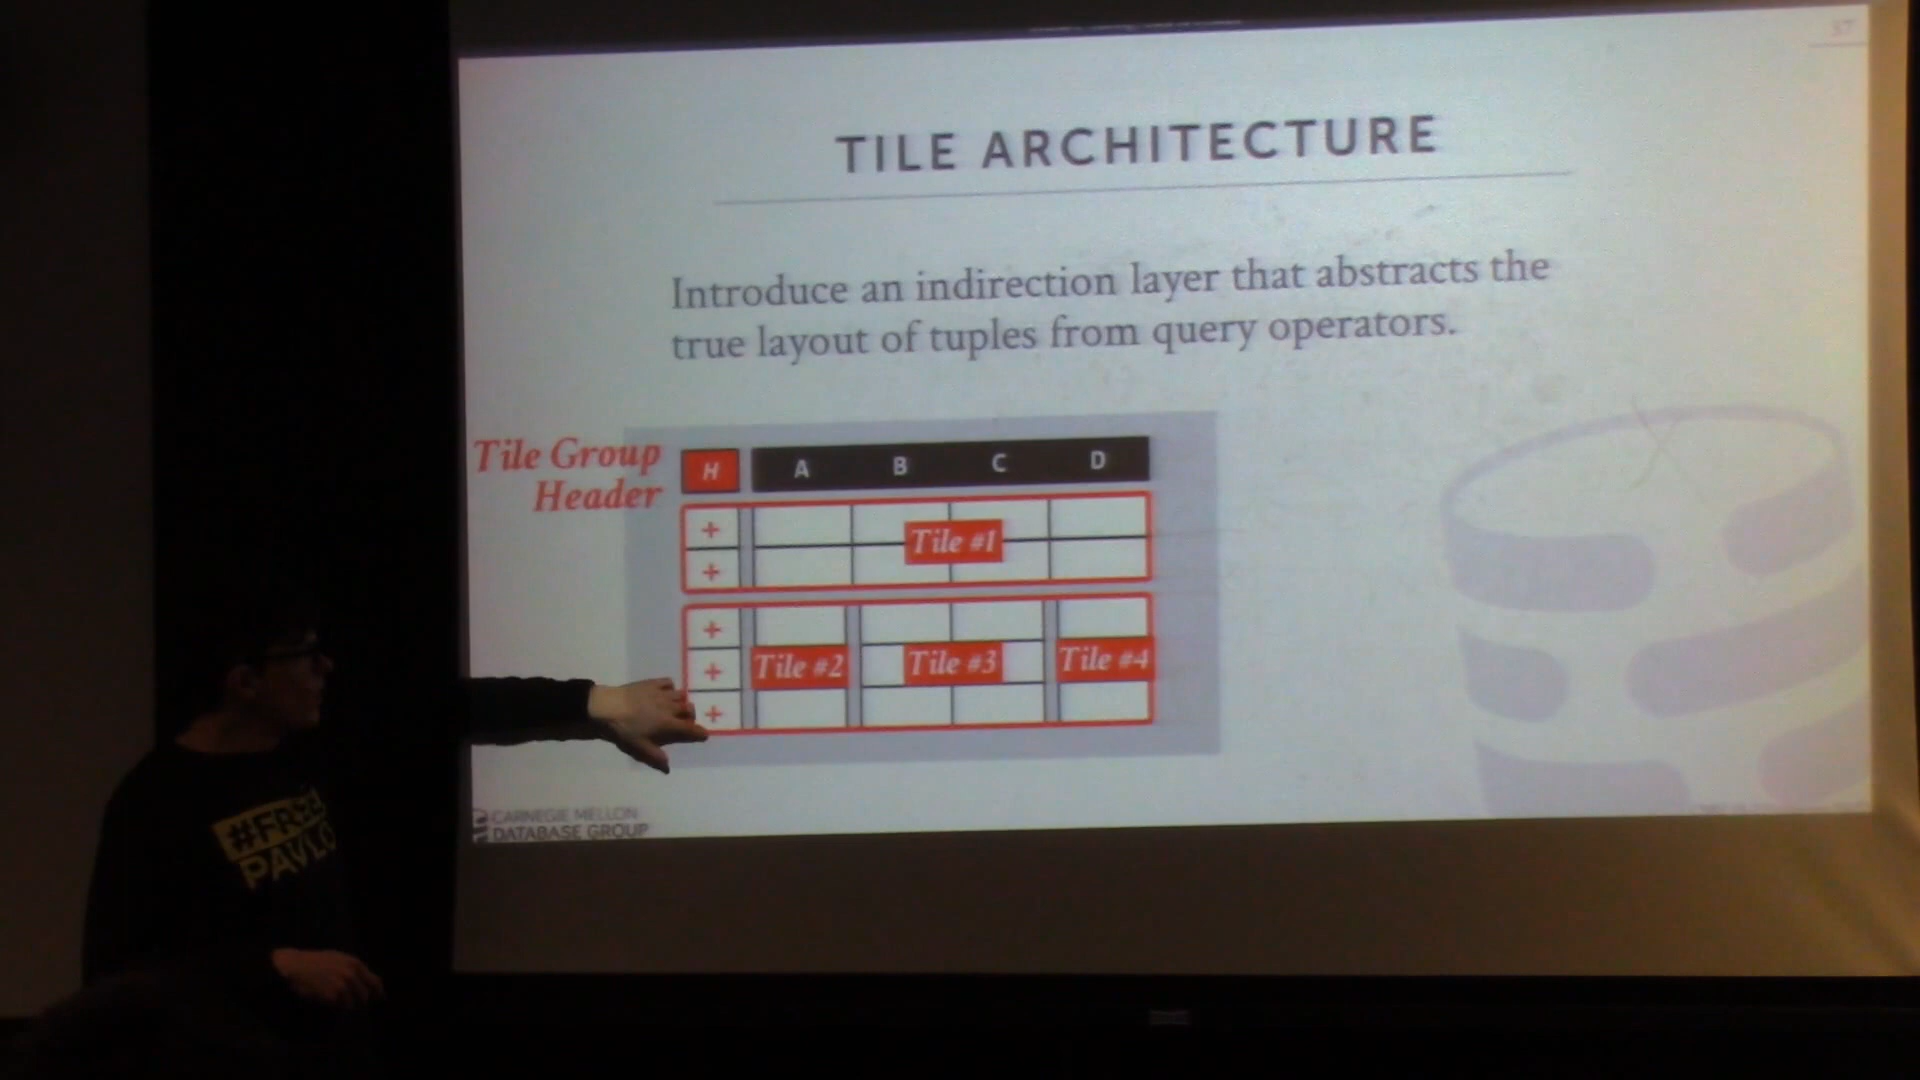 57
TILE ARCHITECTURE
Introduce an indirection layer that abstracts the
true layout of tuples from query operators.
Tile Group
Header
H A B C D
+
Tile #1
+
+
+ Tile #2 Tile #3 Tile #4
+
#FREE
PAVLO
CARNEGIE MELLON
DATABASE GROUP